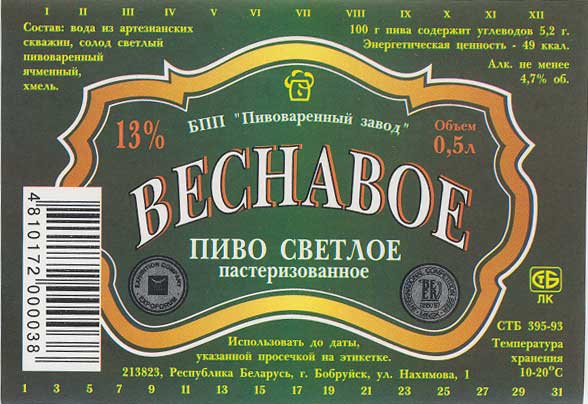 I II III IV V VI VII VIII IX X XI XII
Состав: вода из артезианских
скважин, солод светлый
пивоваренный
ячменный,
хмель.
100 г пива содержит углеводов 5,2 г.
Энергетическая ценность - 49 ккал.
Алк. не менее
4,7% об.
БПП "Пивоваренный завод"
13%
Объем
0,5л
ВЕСНАВОЕ
ПИВО СВЕТЛОЕ
пастеризованное
EXHIBITION COMPANY
EXPOFORUM
СТБ
ЛК
4 810172 000038
СТБ 395-93
Температура
хранения
10-20°С
Использовать до даты,
указанной просечкой на этикетке.
213823, Республика Беларусь, г. Бобруйск, ул. Нахимова, 1
1 3 5 7 9 11 13 15 17 19 21 23 25 27 29 31